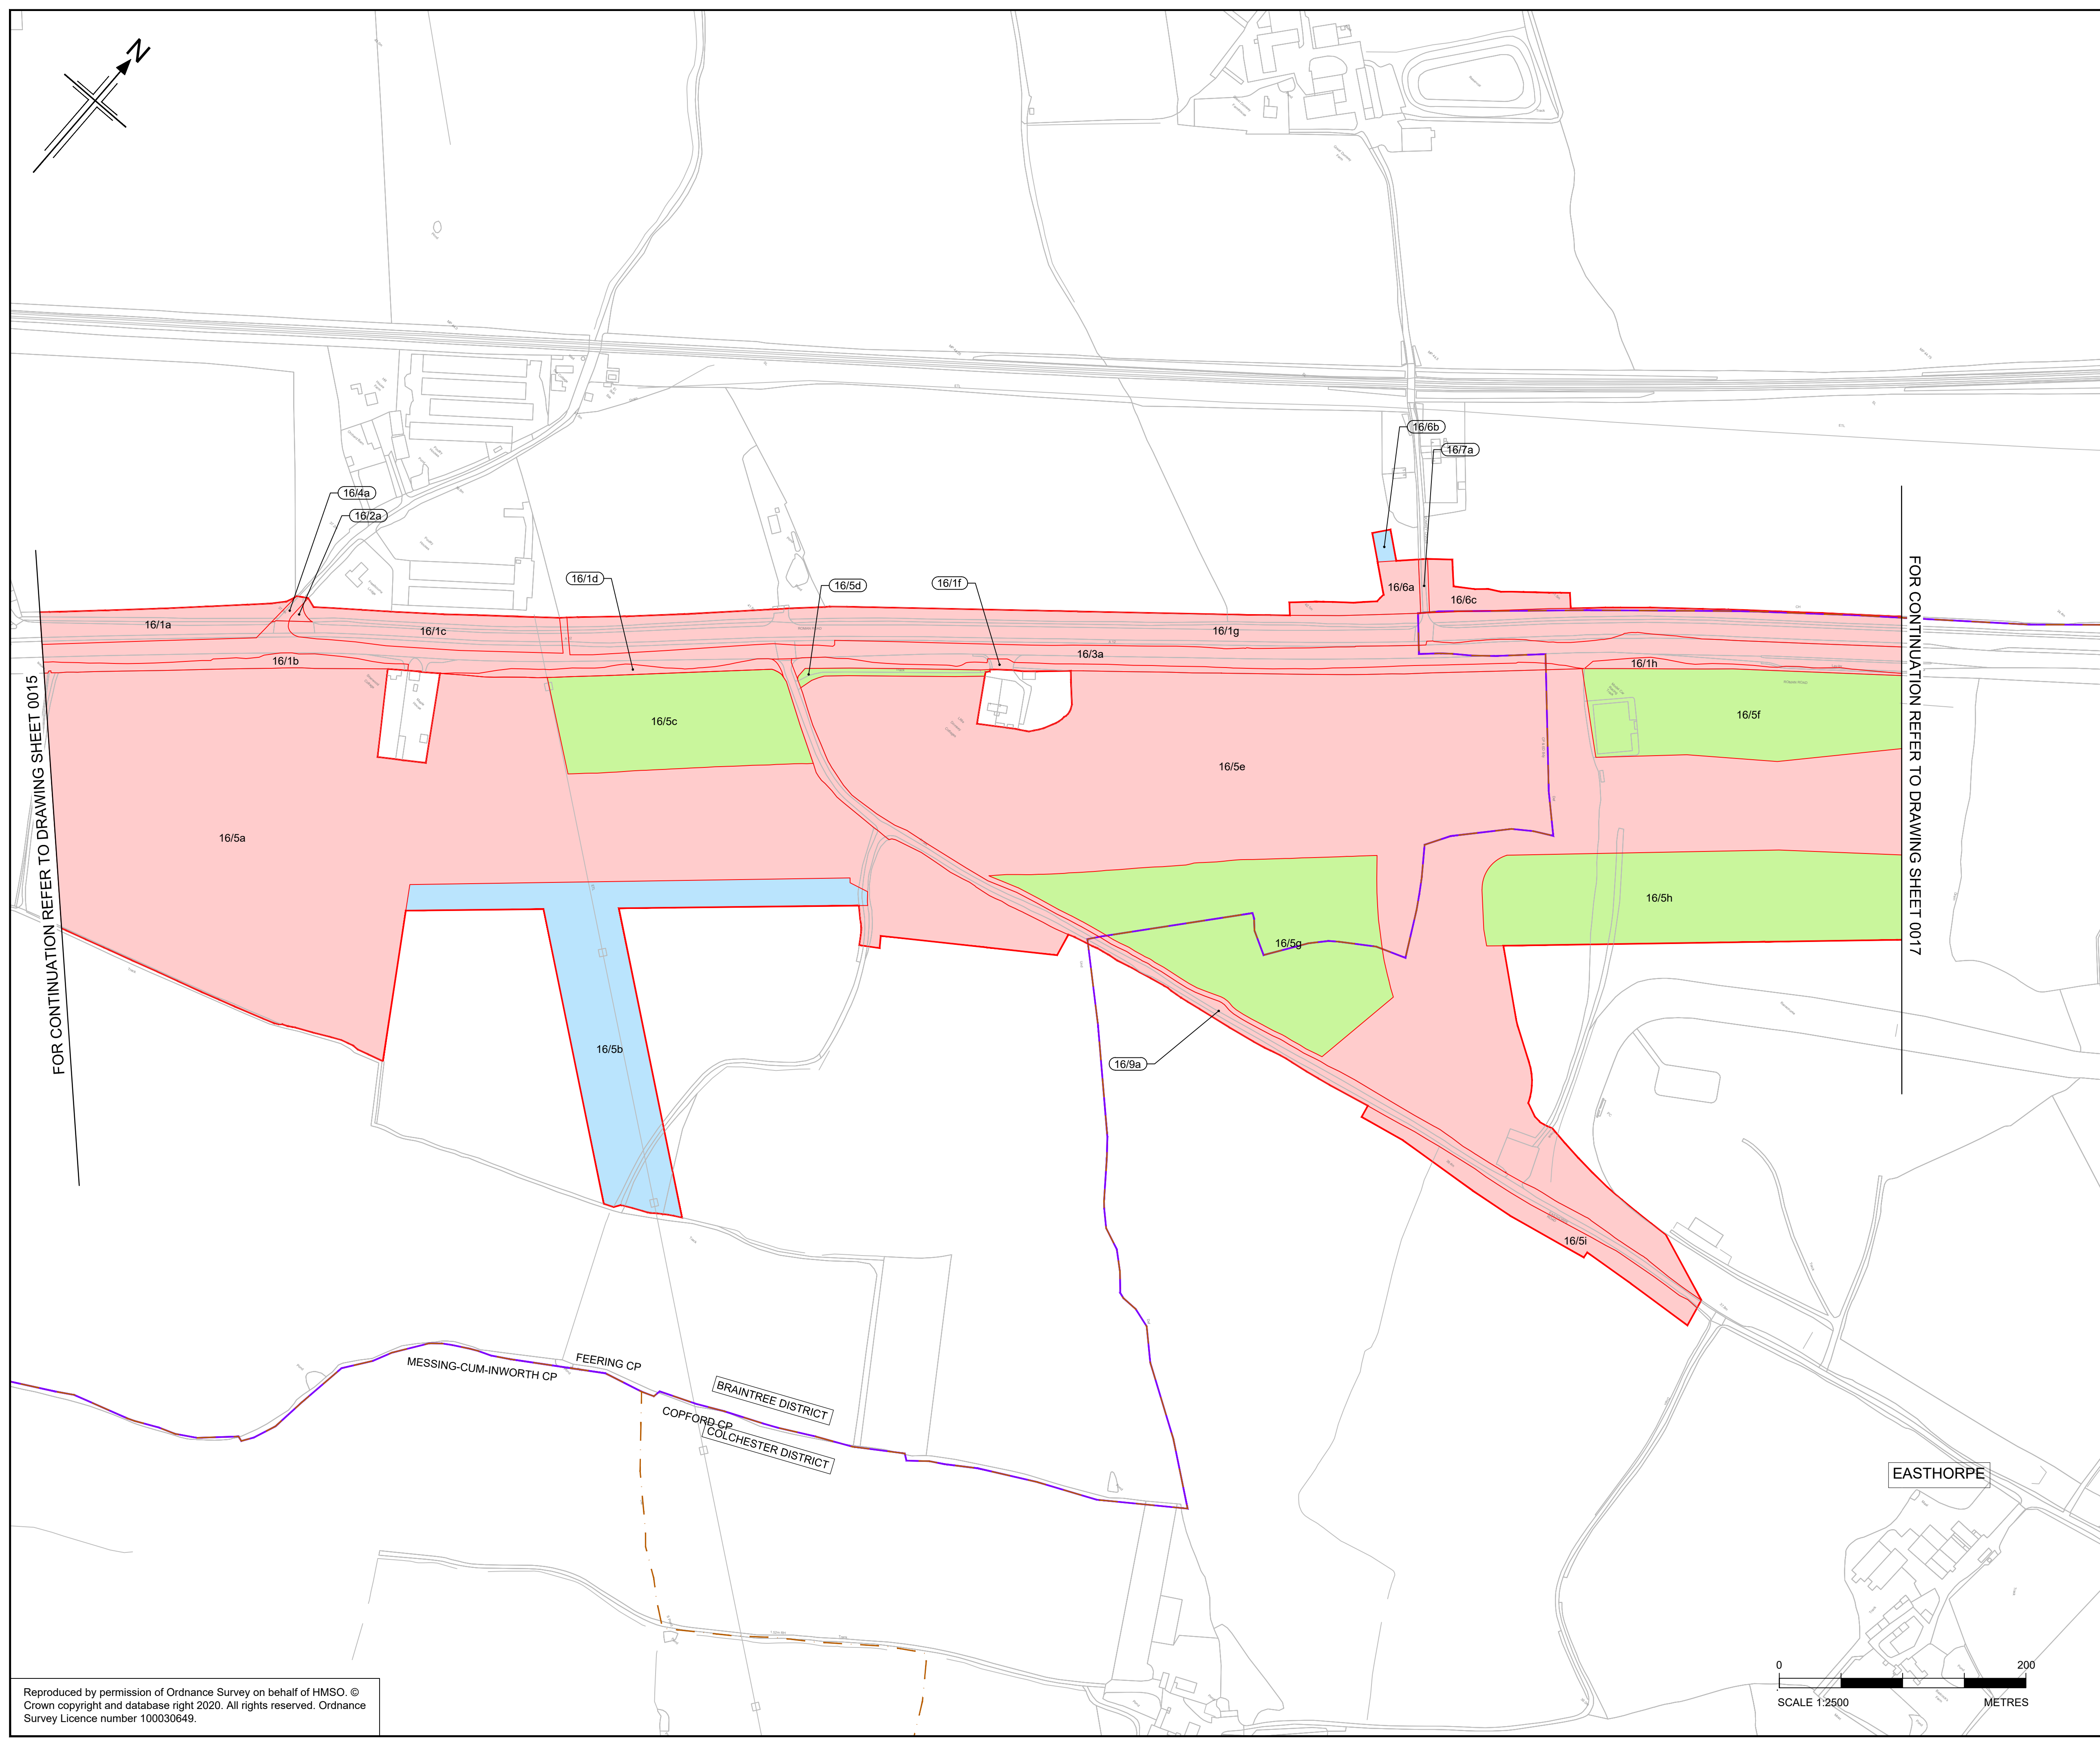 N
16/6b
16/7a
16/4a
16/2a
16/1d
16/5d
16/1f
16/6a
16/6c
16/1a
16/1c
16/1g
16/3a
16/1b
16/1h
16/5c
16/5f
16/5e
16/5a
16/5h
16/5g
16/5b
16/9a
16/5i
FOR CONTINUATION REFER TO DRAWING SHEET 0015
FOR CONTINUATION REFER TO DRAWING SHEET 0017
FEERING CP
MESSING-CUM-INWORTH CP
BRAINTREE DISTRICT
COPFORD CP
COLCHESTER DISTRICT
EASTHORPE
0
200
SCALE 1:2500
METRES
Reproduced by permission of Ordnance Survey on behalf of HMSO. ©
Crown copyright and database right 2020. All rights reserved. Ordnance
Survey Licence number 100030649.